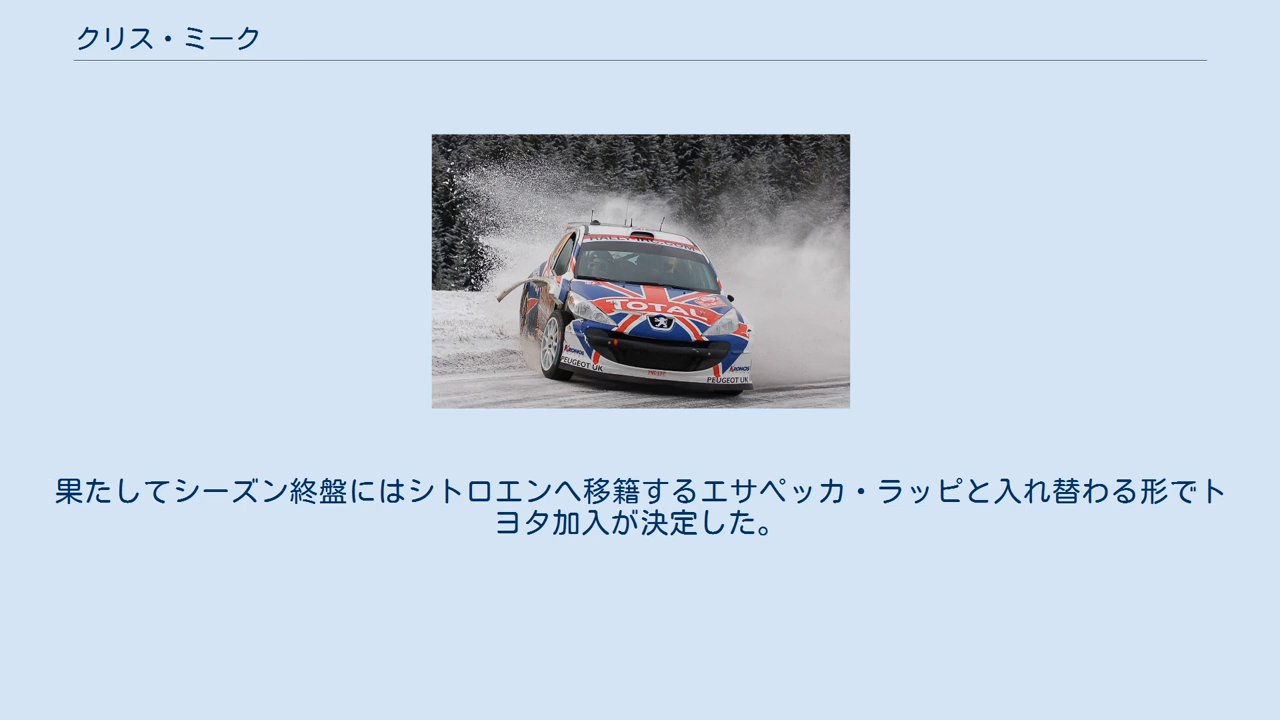 クリス・ミーク
TOTAL
KRONOS
PEUGEOT UK
KRONOS
PEUGEOT UK
果たしてシーズン終盤にはシトロエンへ移籍するエサペッカ・ラッピと入れ替わる形でト
ヨタ加入が決定した。